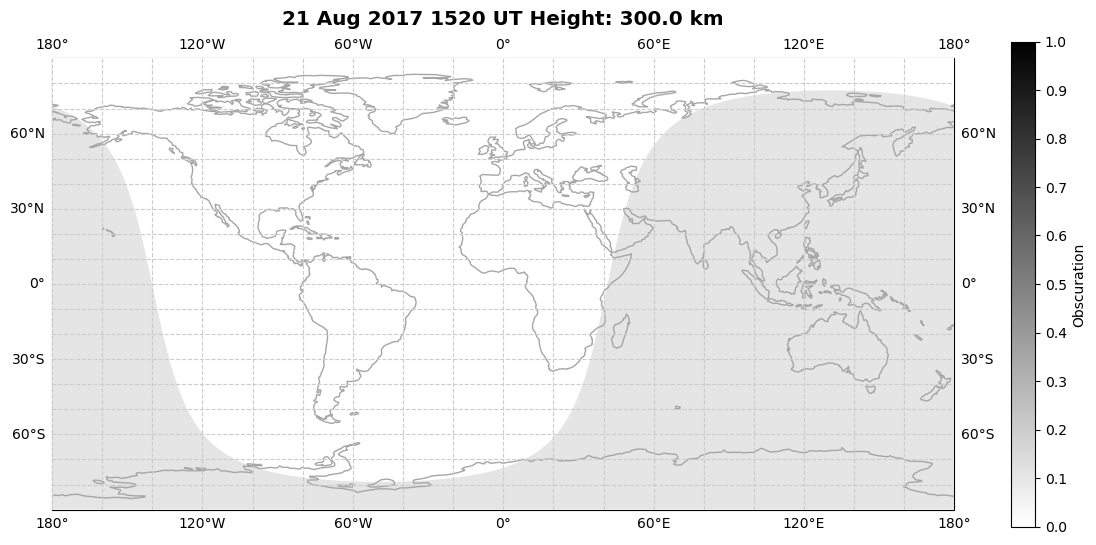 21 Aug 2017 1520 UT Height: 300.0 km
180° 120°W 60°W 0° 60°E 120°E 180°
60°N 60°N
30°N 30°N
0° 0°
30°S 30°S
60°S 60°S
180° 120°W 60°W 0° 60°E 120°E 180°
1.0
0.9
0.8
0.7
0.6
0.5
0.4
0.3
0.2
0.1
0.0
Obscuration